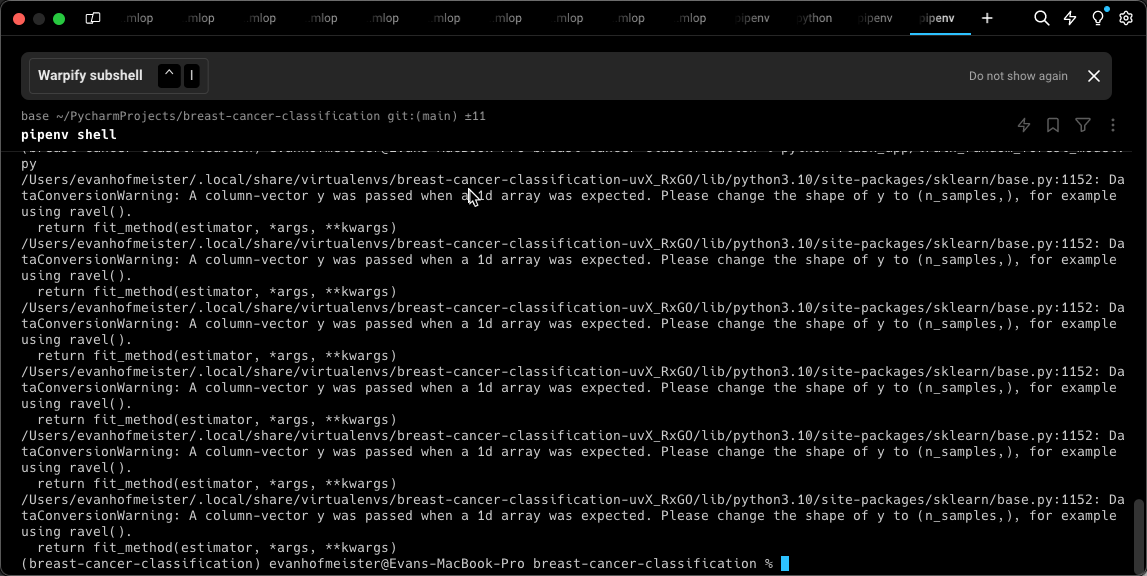 .mlop .mlop .mlop .mlop .mlop .mlop .mlop .mlop .mlop .mlop pipenv python pipenv pipenv +
Warpify subshell ^ I Do not show again
base ~/PycharmProjects/breast-cancer-classification git:(main) ±11
pipenv shell
py
/Users/evanhofmeister/.local/share/virtualenvs/breast-cancer-classification-uvX_RxGO/lib/python3.10/site-packages/sklearn/base.py:1152: Da
taConversionWarning: A column-vector y was passed when a 1d array was expected. Please change the shape of y to (n_samples,), for example
using ravel().
  return fit_method(estimator, *args, **kwargs)
/Users/evanhofmeister/.local/share/virtualenvs/breast-cancer-classification-uvX_RxGO/lib/python3.10/site-packages/sklearn/base.py:1152: Da
taConversionWarning: A column-vector y was passed when a 1d array was expected. Please change the shape of y to (n_samples,), for example
using ravel().
  return fit_method(estimator, *args, **kwargs)
/Users/evanhofmeister/.local/share/virtualenvs/breast-cancer-classification-uvX_RxGO/lib/python3.10/site-packages/sklearn/base.py:1152: Da
taConversionWarning: A column-vector y was passed when a 1d array was expected. Please change the shape of y to (n_samples,), for example
using ravel().
  return fit_method(estimator, *args, **kwargs)
/Users/evanhofmeister/.local/share/virtualenvs/breast-cancer-classification-uvX_RxGO/lib/python3.10/site-packages/sklearn/base.py:1152: Da
taConversionWarning: A column-vector y was passed when a 1d array was expected. Please change the shape of y to (n_samples,), for example
using ravel().
  return fit_method(estimator, *args, **kwargs)
/Users/evanhofmeister/.local/share/virtualenvs/breast-cancer-classification-uvX_RxGO/lib/python3.10/site-packages/sklearn/base.py:1152: Da
taConversionWarning: A column-vector y was passed when a 1d array was expected. Please change the shape of y to (n_samples,), for example
using ravel().
  return fit_method(estimator, *args, **kwargs)
/Users/evanhofmeister/.local/share/virtualenvs/breast-cancer-classification-uvX_RxGO/lib/python3.10/site-packages/sklearn/base.py:1152: Da
taConversionWarning: A column-vector y was passed when a 1d array was expected. Please change the shape of y to (n_samples,), for example
using ravel().
  return fit_method(estimator, *args, **kwargs)
(breast-cancer-classification) evanhofmeister@Evans-MacBook-Pro breast-cancer-classification %